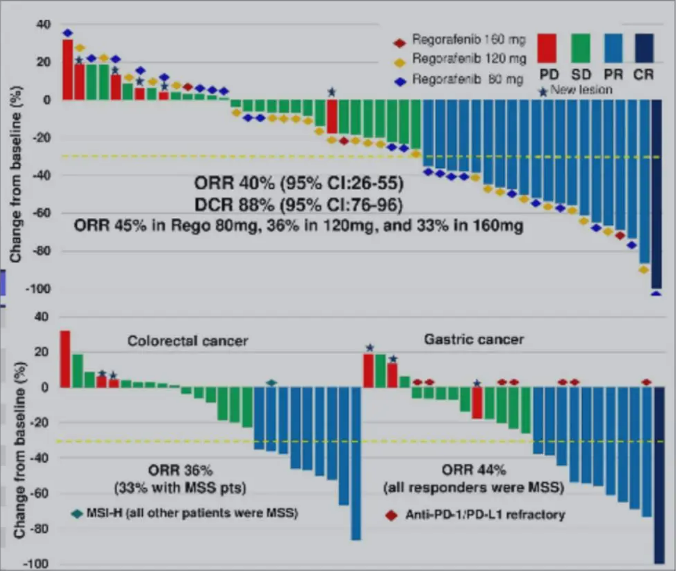 40
20
0
-20
-40
-60
-80
-100
Change from baseline (%)
Regorafenib 160 mg
Regorafenib 120 mg
Regorafenib 80 mg
PD SD PR CR
New lesion
ORR 40% (95% CI:26-55)
DCR 88% (95% CI:76-96)
ORR 45% in Rego 80mg, 36% in 120mg, and 33% in 160mg
40
20
0
-20
-40
-60
-80
-100
Change from baseline (%)
Colorectal cancer
Gastric cancer
ORR 36%
(33% with MSS pts)
MSI-H (all other patients were MSS)
ORR 44%
(all responders were MSS)
Anti-PD-1/PD-L1 refractory